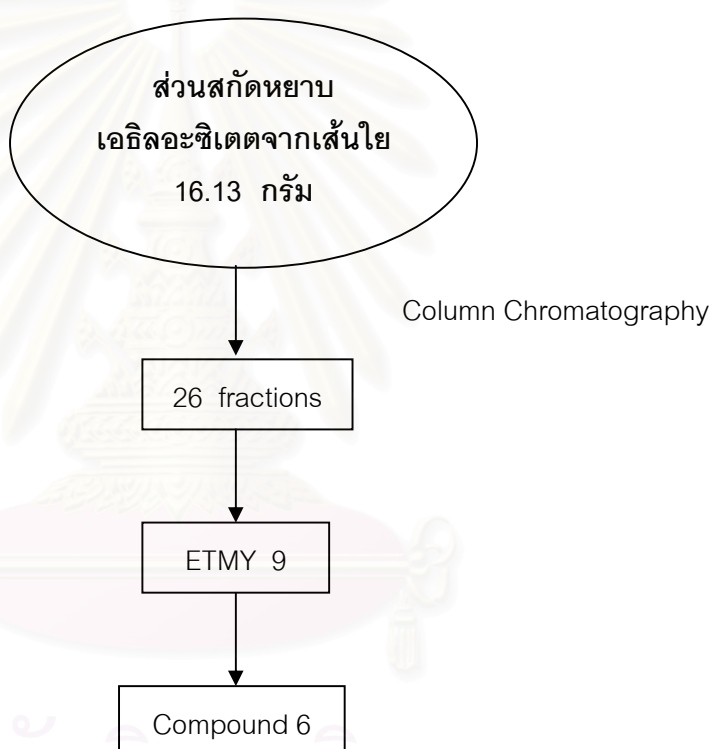 ส่วนสกัดหยาบ
เอธิลอะซิเตตจากเส้นใย
16.13 กรัม
Column Chromatography
26 fractions
ETMY 9
Compound 6